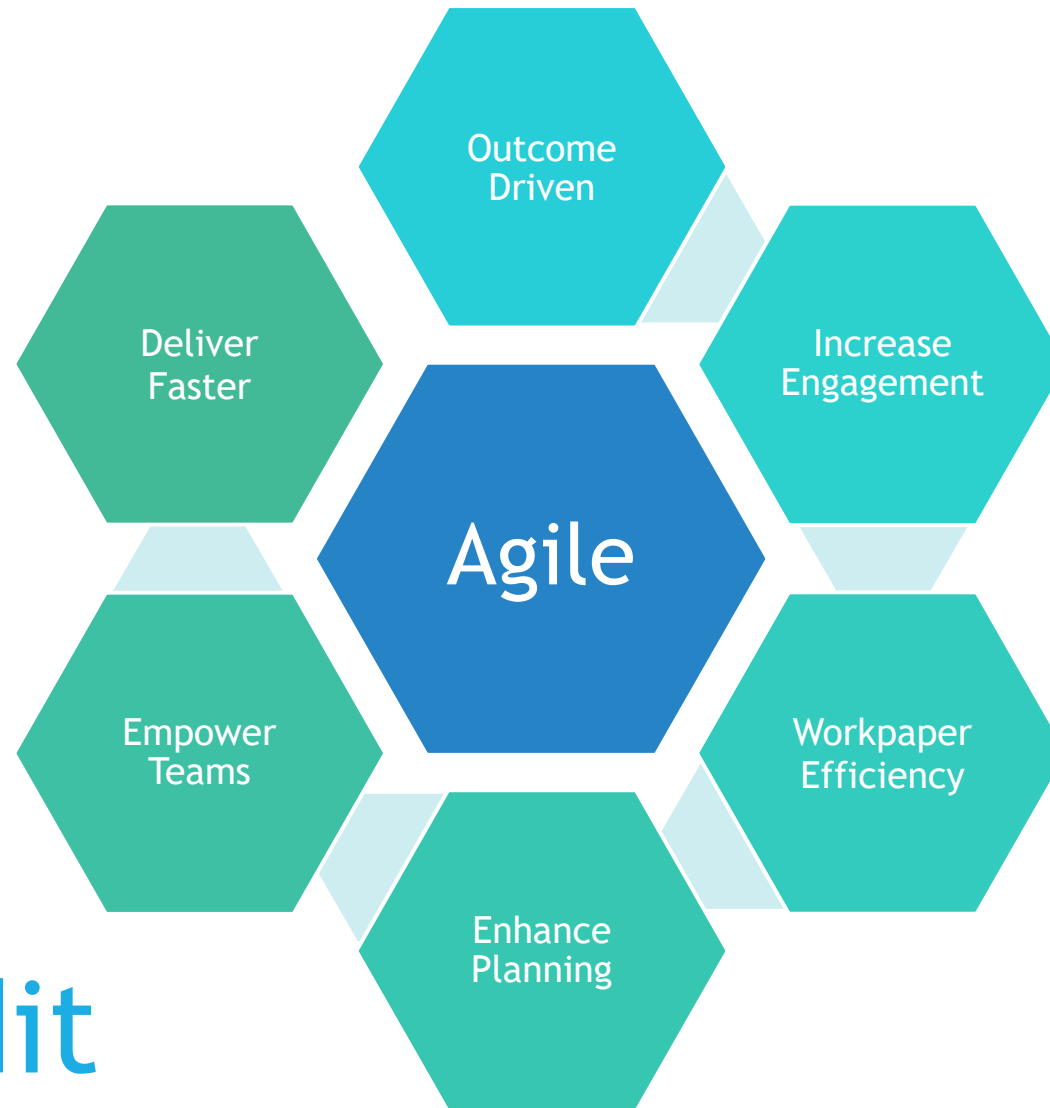 Outcome
Driven
Increase
Engagement
Workpaper
Efficiency
Enhance
Planning
Empower
Teams
Deliver
Faster
Agile